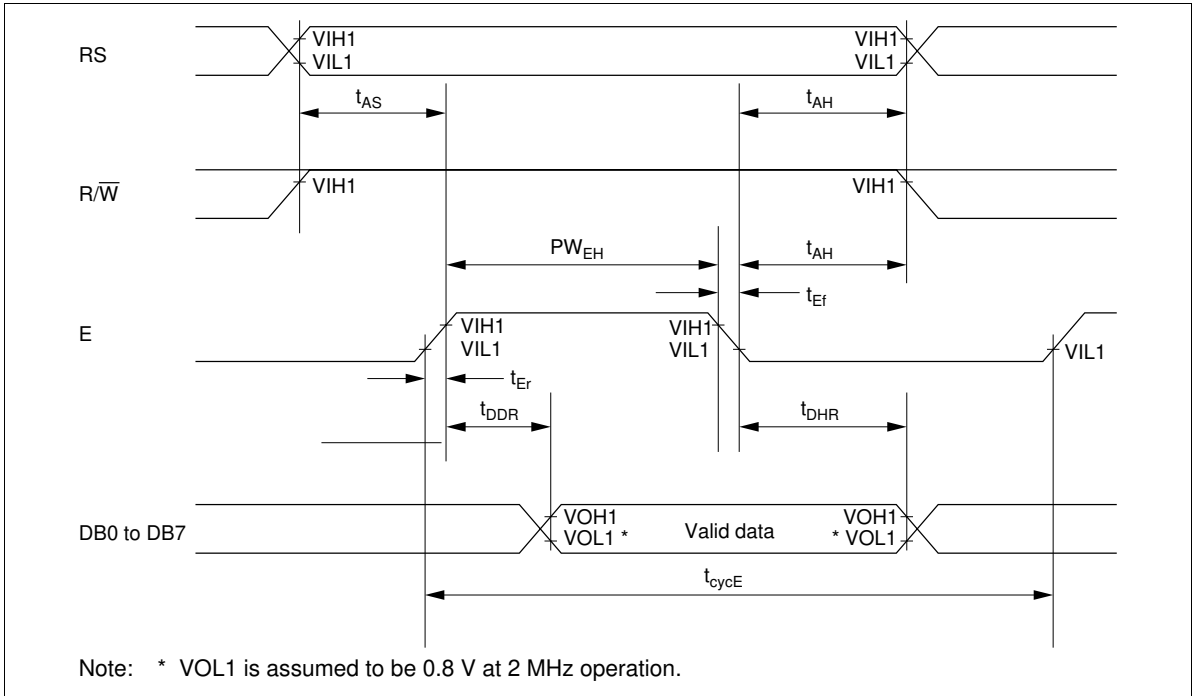 RS
VIH1
VIL1
VIH1
VIL1
tAS
tAH
R/W̅
VIH1
VIH1
PWEH
tAH
tEf
E
VIH1
VIL1
VIH1
VIL1
VIL1
tEr
tDDR
tDHR
DB0 to DB7
VOH1
VOL1 *
Valid data
VOH1
* VOL1
tcycE
Note: * VOL1 is assumed to be 0.8 V at 2 MHz operation.